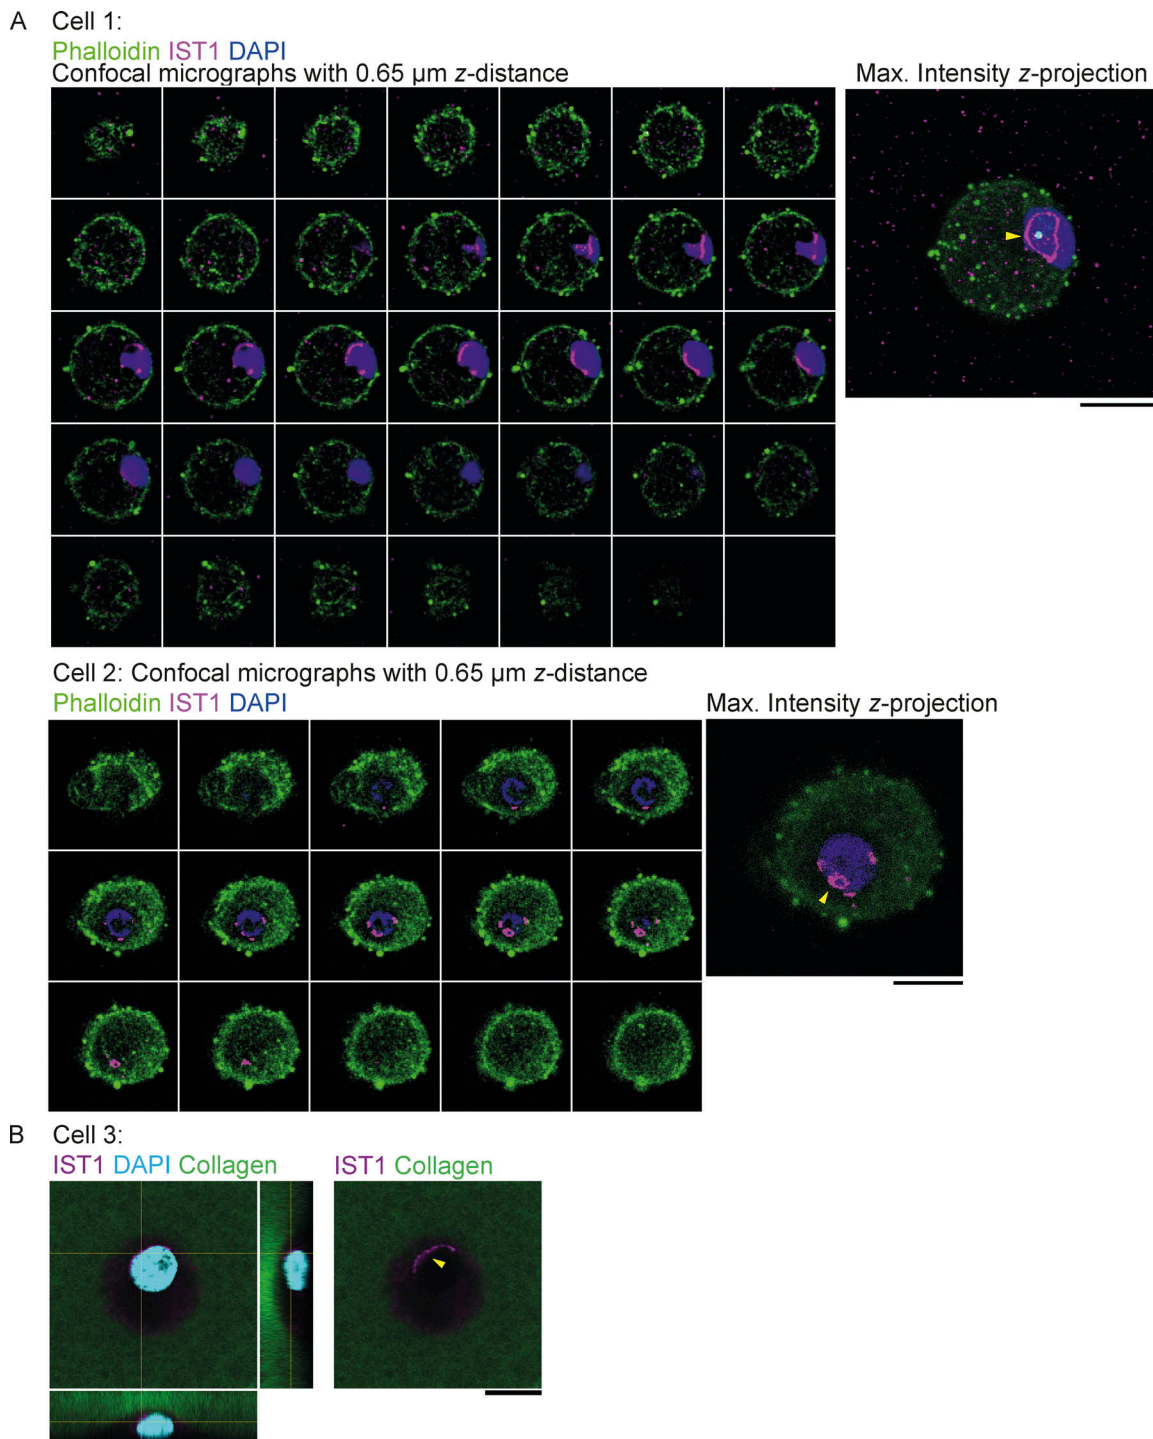 A Cell 1:
Phalloidin IST1 DAPI
Confocal micrographs with 0.65 µm z-distance
Max. Intensity z-projection
Cell 2: Confocal micrographs with 0.65 µm z-distance
Phalloidin IST1 DAPI
Max. Intensity z-projection
B Cell 3:
IST1 DAPI Collagen
IST1 Collagen